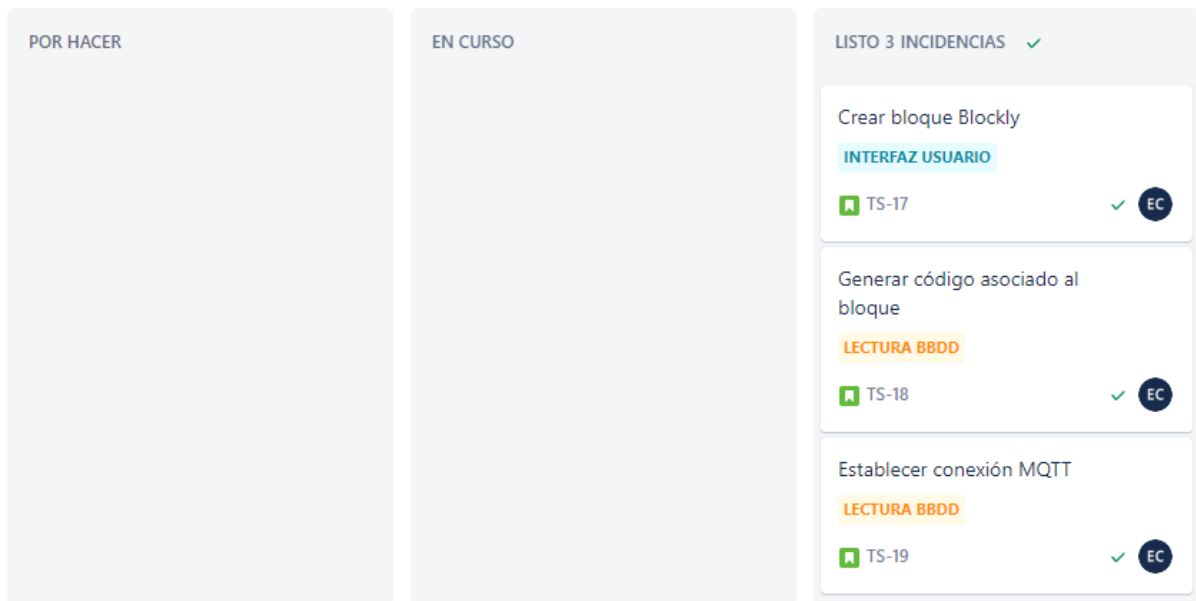 POR HACER
EN CURSO
LISTO 3 INCIDENCIAS
Crear bloque Blockly
INTERFAZ USUARIO
TS-17
EC
Generar código asociado al
bloque
LECTURA BBDD
TS-18
EC
Establecer conexión MQTT
LECTURA BBDD
TS-19
EC